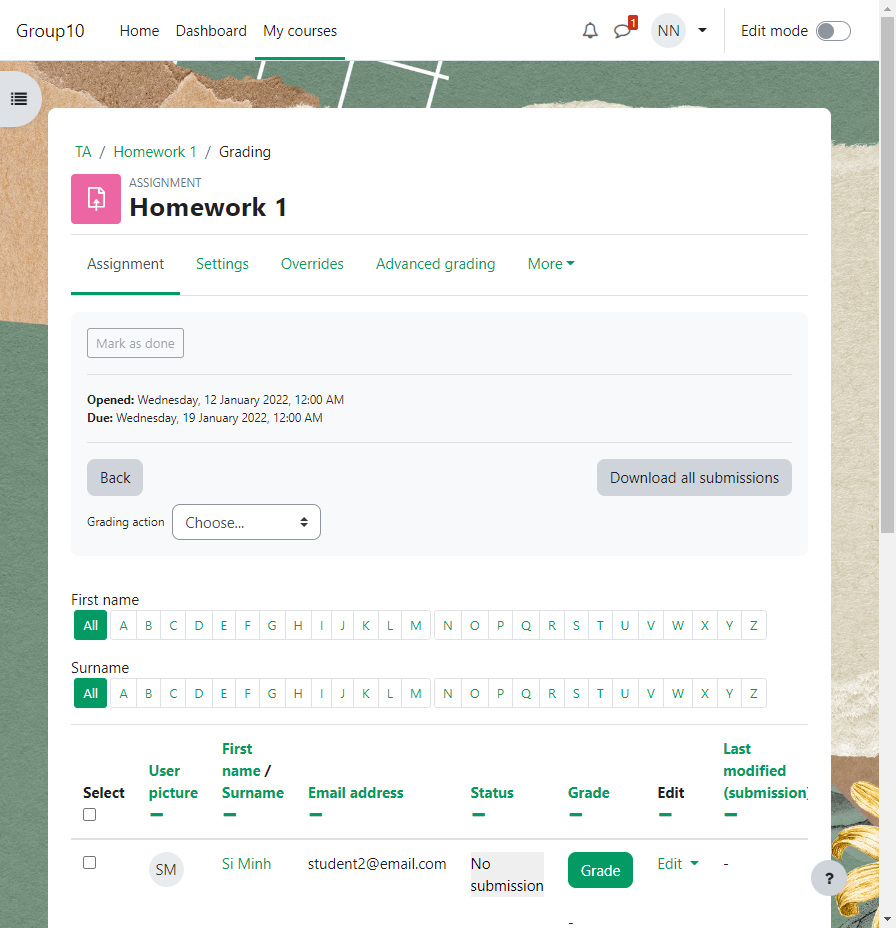 Group10 Home Dashboard My courses 1 NN Edit mode
TA / Homework 1 / Grading
ASSIGNMENT
Homework 1
Assignment Settings Overrides Advanced grading More
Mark as done
Opened: Wednesday, 12 January 2022, 12:00 AM
Due: Wednesday, 19 January 2022, 12:00 AM
Back Download all submissions
Grading action Choose...
First name
All A B C D E F G H I J K L M N O P Q R S T U V W X Y Z
Surname
All A B C D E F G H I J K L M N O P Q R S T U V W X Y Z
Select
User
picture
First
name /
Surname
Email address
Status
Grade
Edit
Last
modified
(submission)
SM Si Minh student2@email.com No
submission
Grade Edit -
-
?